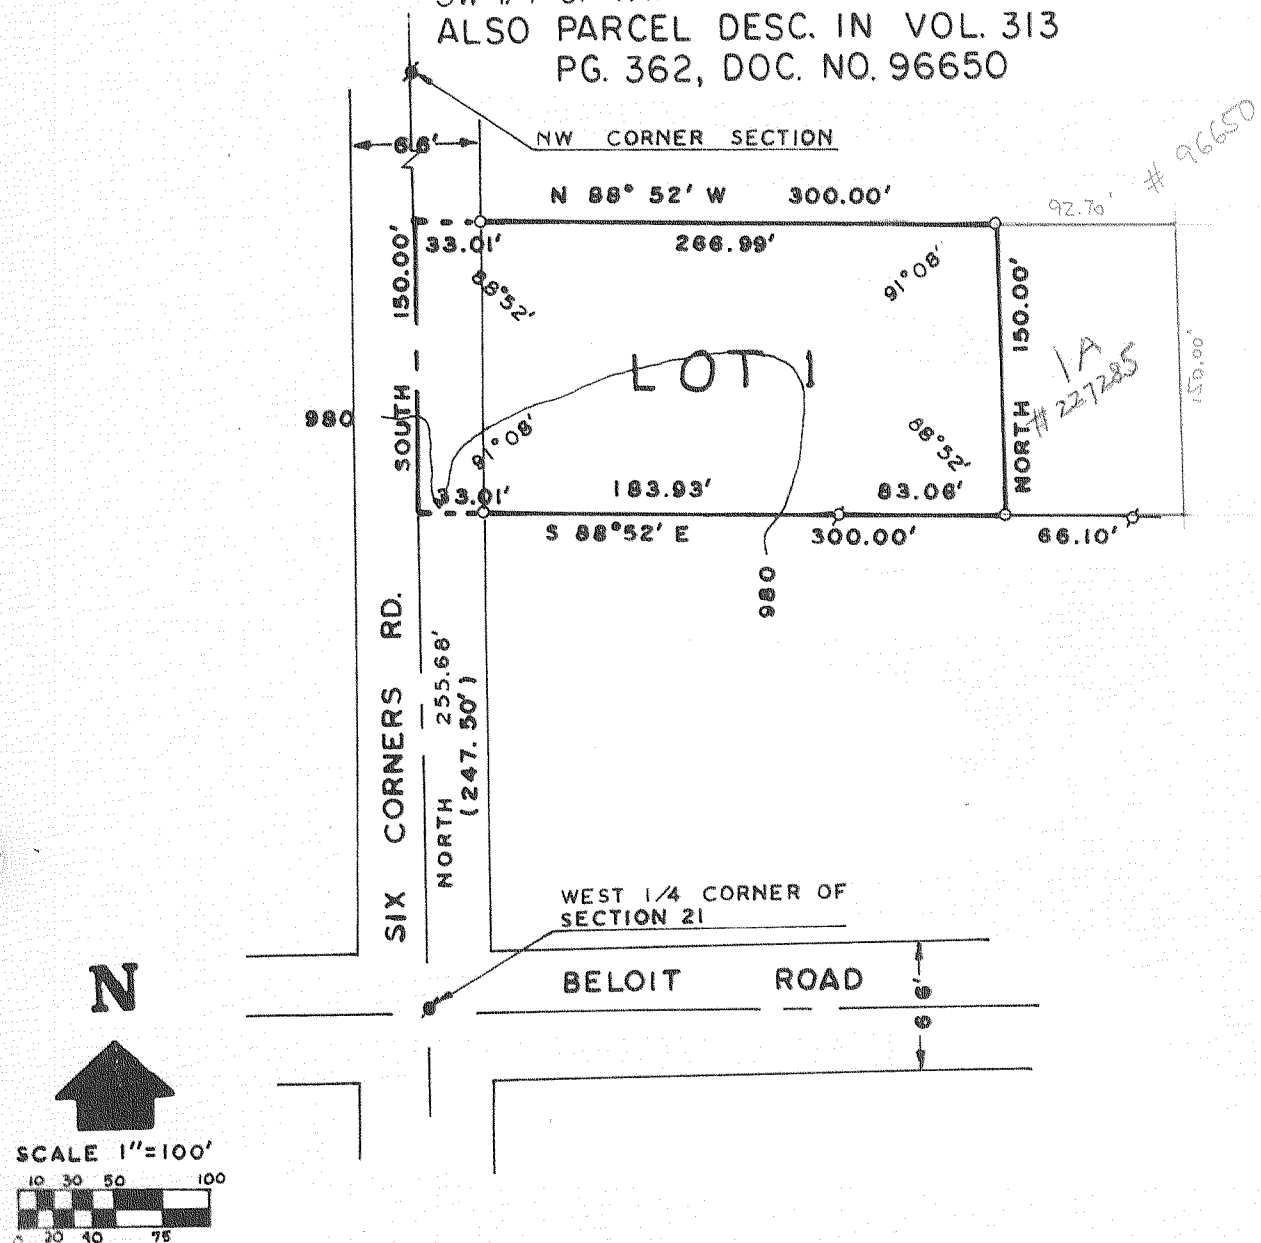 ALSO PARCEL DESC. IN VOL. 313
PG. 362, DOC. NO. 96650
66'
NW CORNER SECTION
# 96650
N 88° 52' W 300.00'
92.70'
33.01'
266.99'
150.00'
88°52'
91°08'
150.00'
150.00'
LOT 1
1A
# 227285
980
SOUTH
91°08'
88°52'
NORTH
33.01'
183.93'
83.06'
S 88°52' E
300.00'
66.10'
980
SIX CORNERS RD.
NORTH 255.68'
(247.50')
WEST 1/4 CORNER OF
SECTION 21
BELOIT ROAD
66'
N
SCALE 1"=100'
10 30 50 100
0 20 40 75